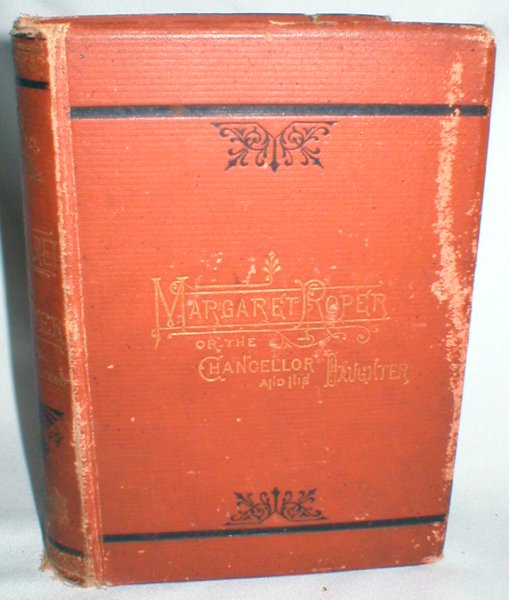 MARGARET ROPER
OR THE
CHANCELLOR
AND HIS DAUGHTER